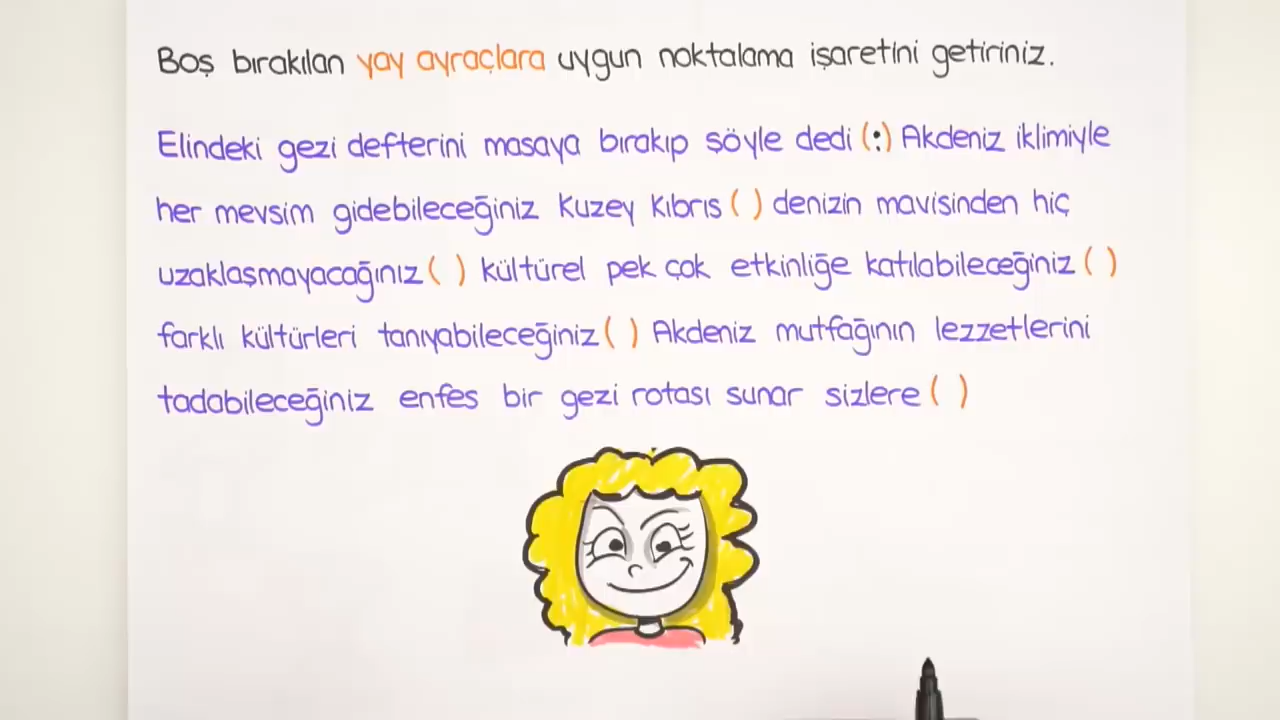 Boş bırakılan yay ayraçlara uygun noktalama işaretini getiriniz.
Elindeki gezi defterini masaya bırakıp şöyle dedi (:) Akdeniz iklimiyle
her mevsim gidebileceğiniz Kuzey Kıbrıs ( ) denizin mavisinden hiç
uzaklaşmayacağınız ( ) kültürel pek çok etkinliğe katılabileceğiniz ( )
farklı kültürleri tanıyabileceğiniz ( ) Akdeniz mutfağının lezzetlerini
tadabileceğiniz enfes bir gezi rotası sunar sizlere ( )